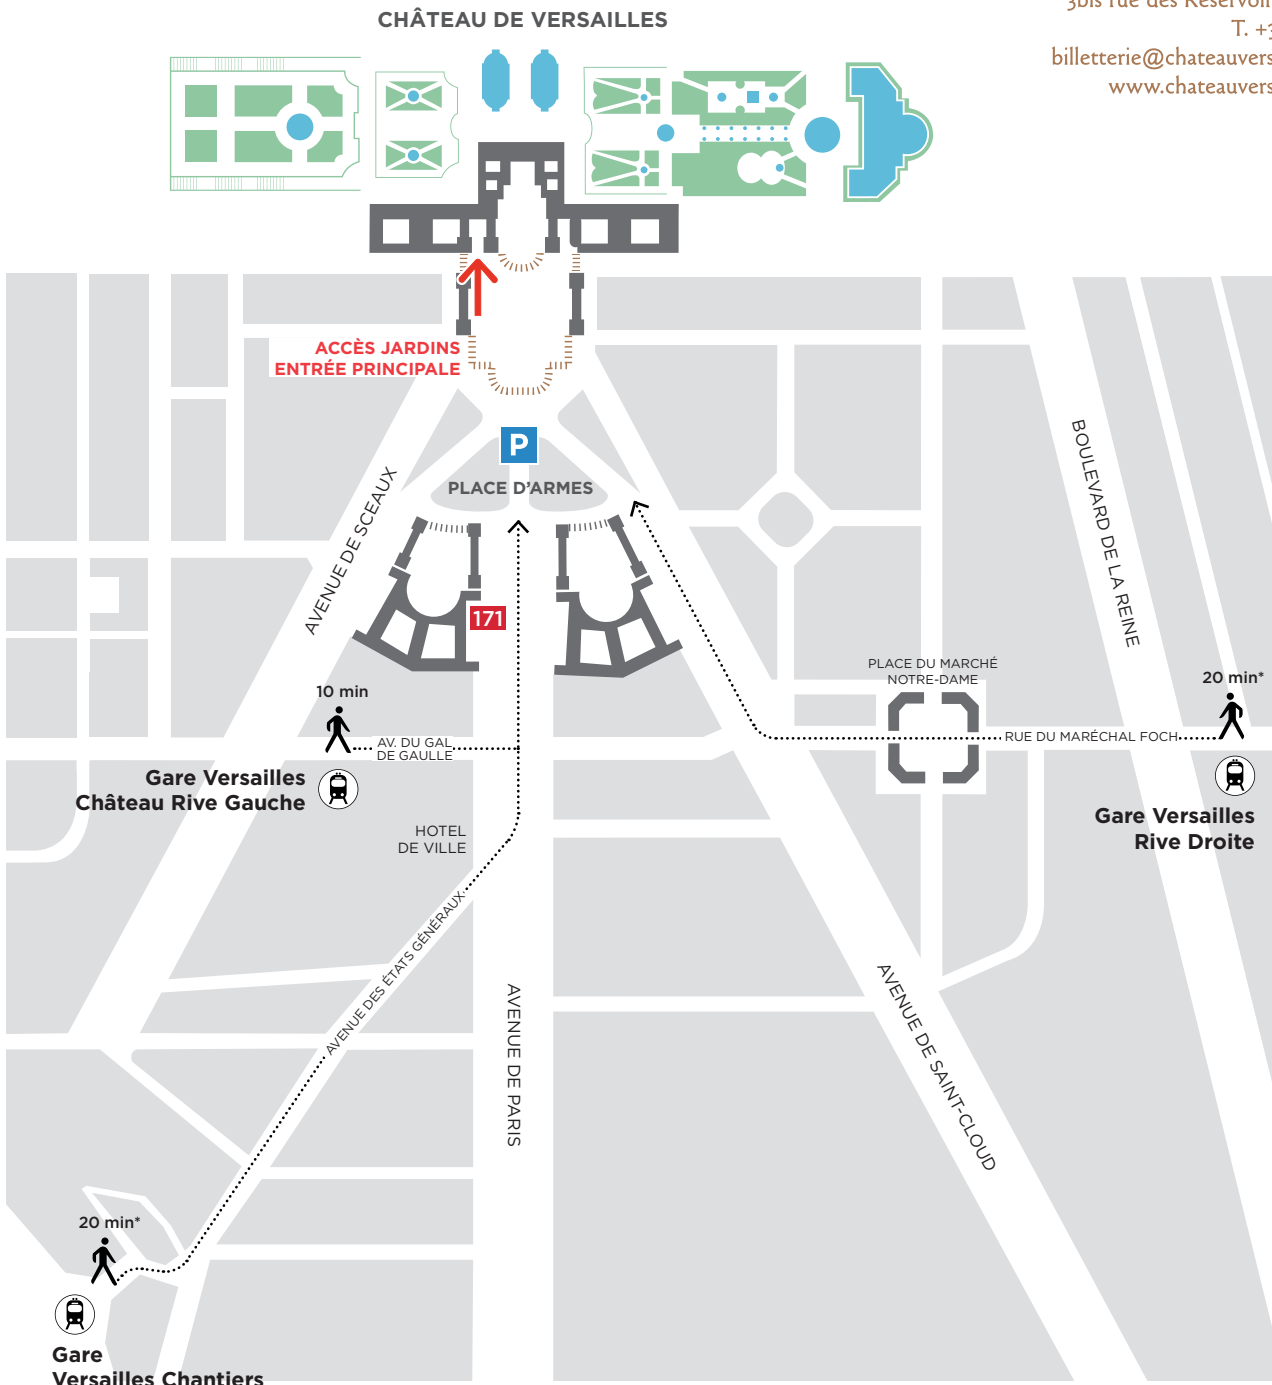 CHÂTEAU DE VERSAILLES
3bis rue des
T.
billetterie@chateauvers
www.chateauvers
ACCÈS JARDINS
ENTRÉE PRINCIPALE
P
PLACE D'ARMES
AVENUE DE SCEAUX
BOULEVARD DE LA REINE
171
PLACE DU MARCHÉ
NOTRE-DAME
10 min
20 min*
AV. DU GAL
DE GAULLE
RUE DU MARÉCHAL FOCH
Gare Versailles
Château Rive Gauche
Gare Versailles
Rive Droite
HOTEL
DE VILLE
AVENUE DES ÉTATS GÉNÉRAUX
AVENUE DE PARIS
AVENUE DE SAINT-CLOUD
20 min*
Gare
Versailles Chantiers